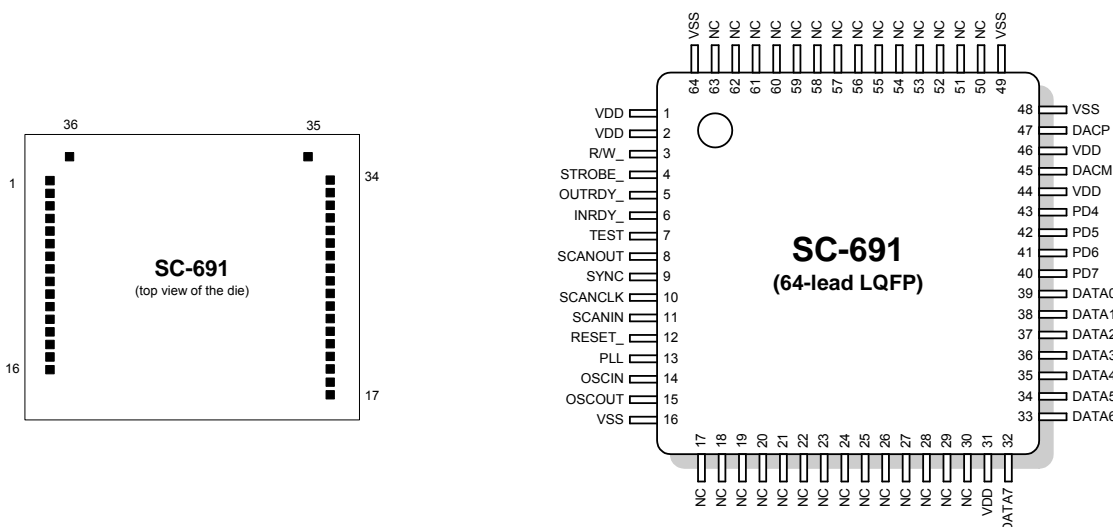 36
35
1
34
SC-691
(top view of the die)
16
17
VSS
NC
NC
NC
NC
NC
NC
NC
NC
NC
NC
NC
NC
NC
NC
VSS
64
63
62
61
60
59
58
57
56
55
54
53
52
51
50
49
VDD 1
VDD 2
R/W_ 3
STROBE_ 4
OUTRDY_ 5
INRDY_ 6
TEST 7
SCANOUT 8
SYNC 9
SCANCLK 10
SCANIN 11
RESET_ 12
PLL 13
OSCIN 14
OSCOUT 15
VSS 16
SC-691
(64-lead LQFP)
48 VSS
47 DACP
46 VDD
45 DACM
44 VDD
43 PD4
42 PD5
41 PD6
40 PD7
39 DATA0
38 DATA1
37 DATA2
36 DATA3
35 DATA4
34 DATA5
33 DATA6
17
18
19
20
21
22
23
24
25
26
27
28
29
30
31
32
NC
NC
NC
NC
NC
NC
NC
NC
NC
NC
NC
NC
NC
NC
VDD
DATA7